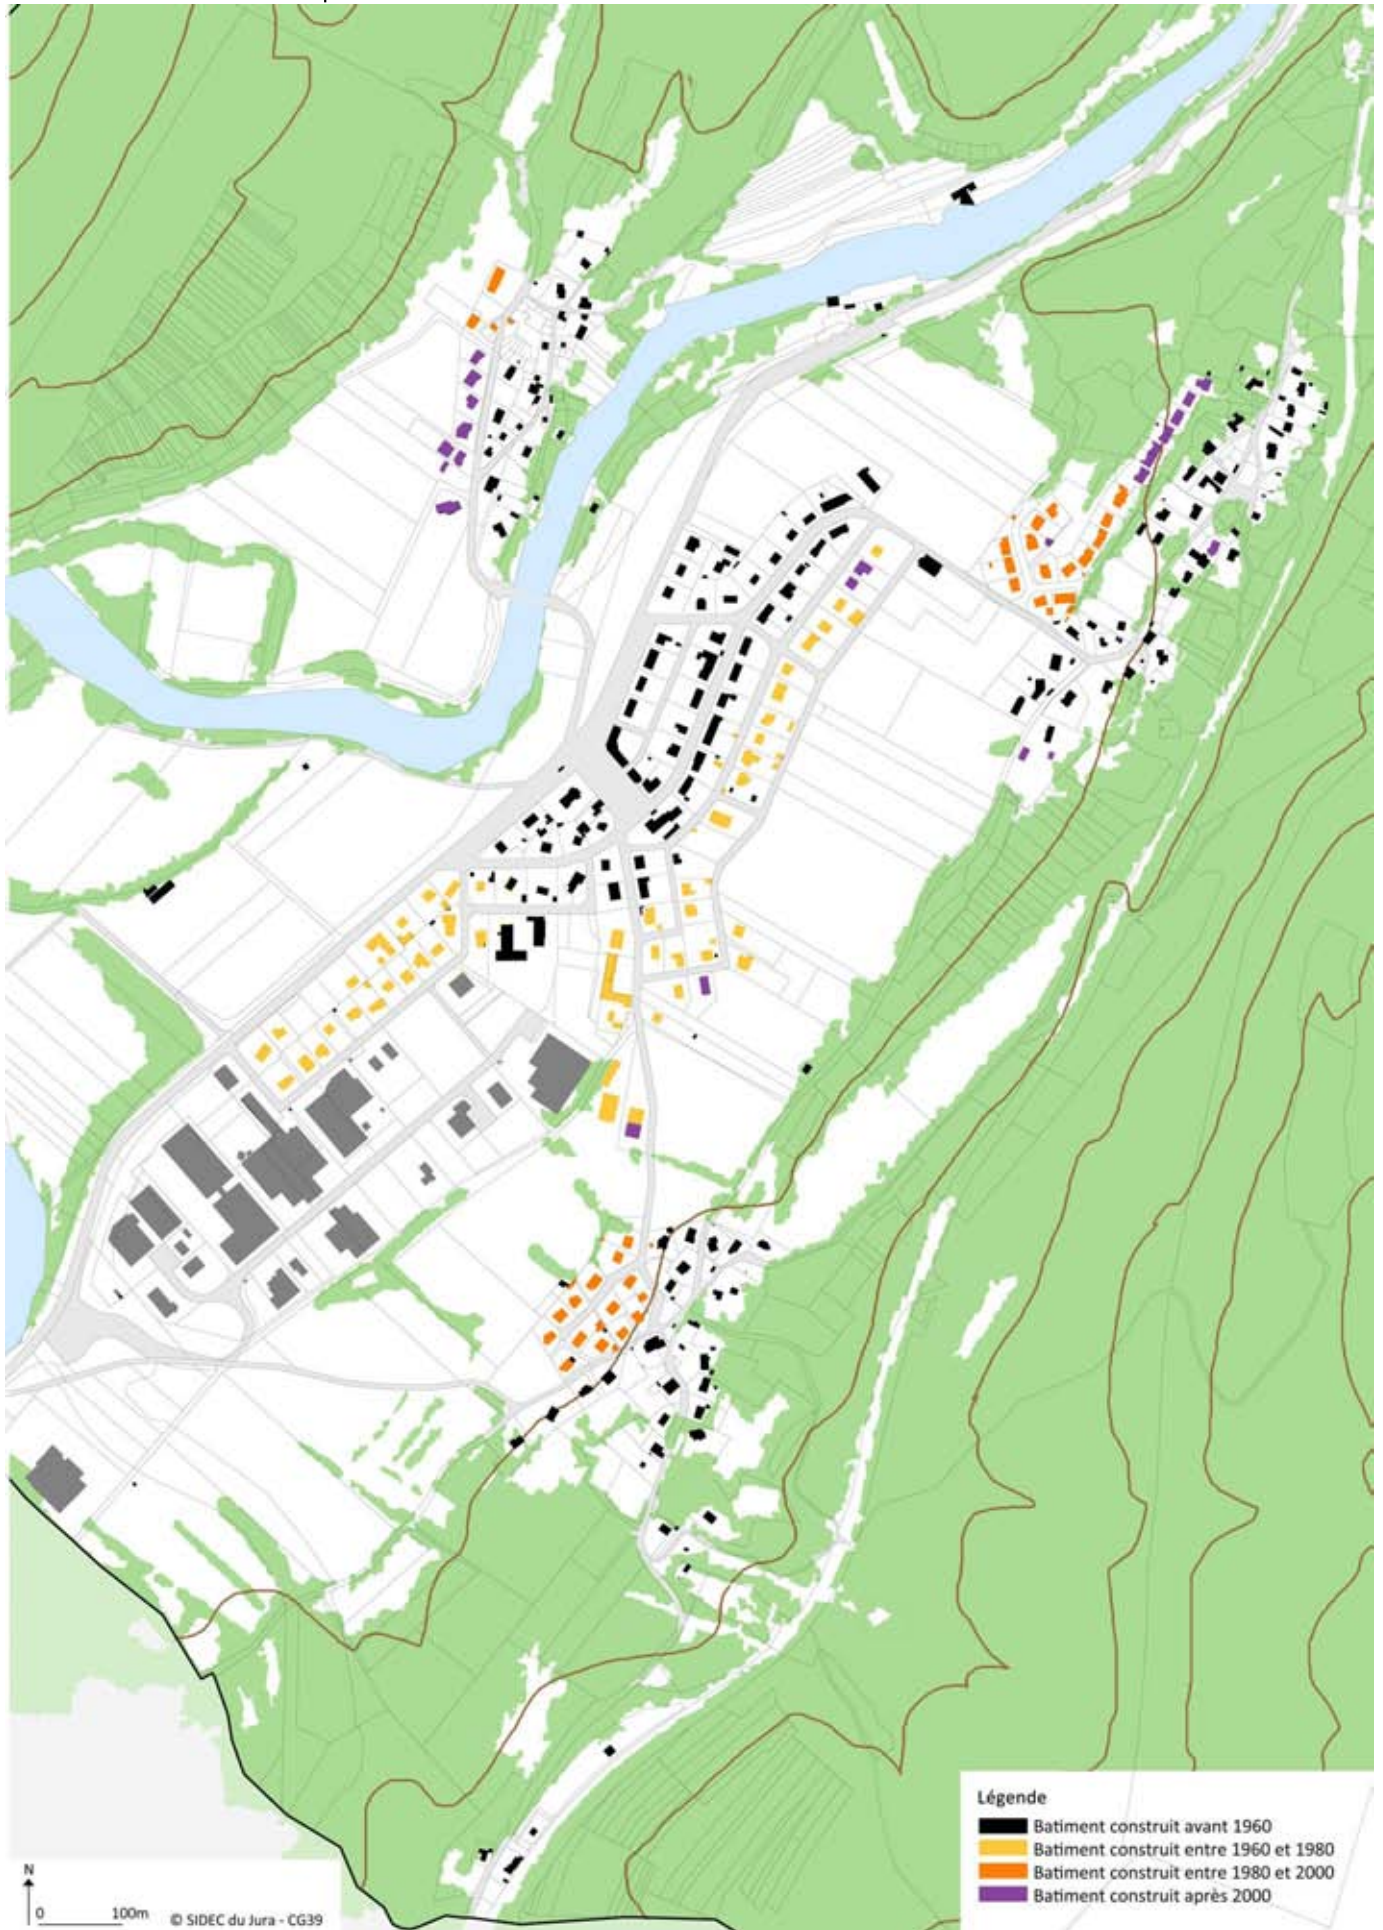 Légende
Batiment construit avant 1960
Batiment construit entre 1960 et 1980
Batiment construit entre 1980 et 2000
Batiment construit après 2000
N
0 100m © SIDEC du Jura - CG39